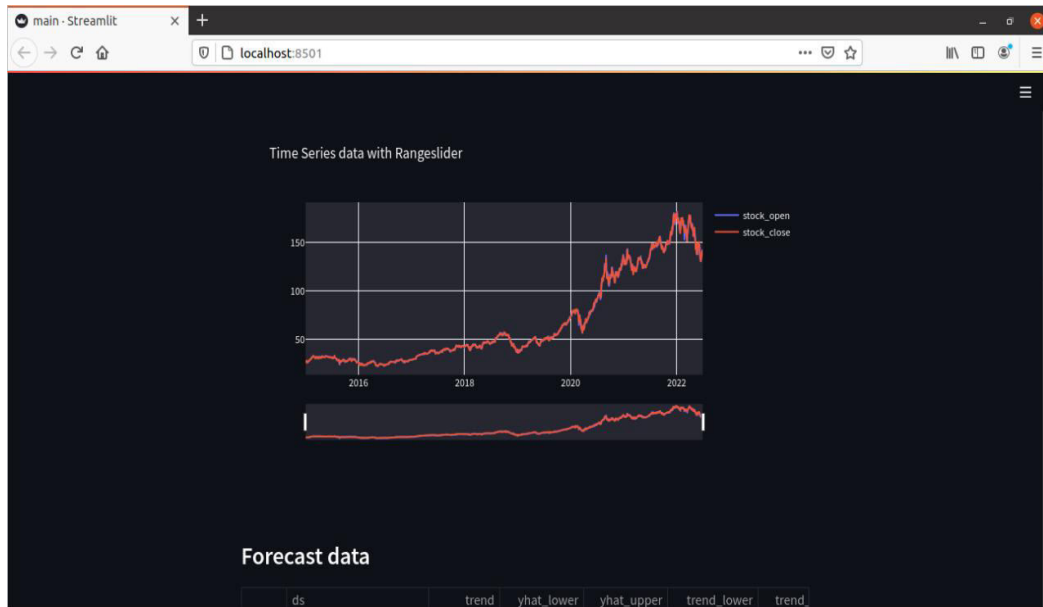 main · Streamlit
localhost:8501
Time Series data with Rangeslider
stock_open
stock_close
150
100
50
2016 2018 2020 2022
Forecast data
ds trend yhat_lower yhat_upper trend_lower trend_